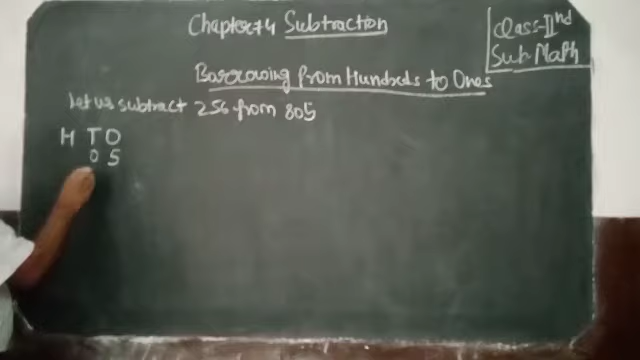 Chapter 4 Subtraction
Class-IInd
Sub Math
Borrowing from Hundreds to Ones
Let us subtract 256 from 805
H T O
0 5